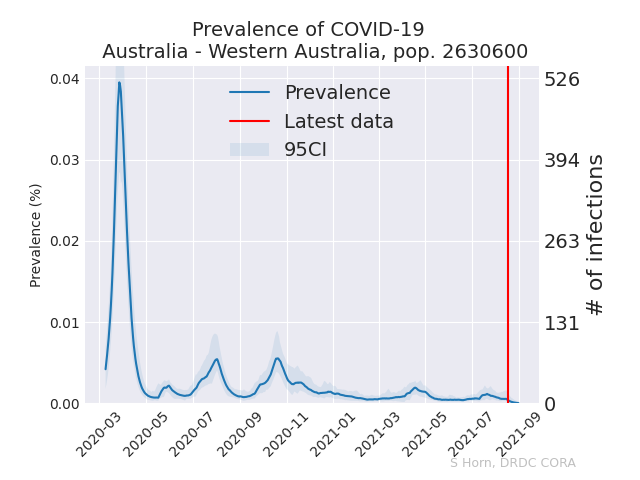 Prevalence of COVID-19
Australia - Western Australia, pop. 2630600
Prevalence
Latest data
95CI
Prevalence (%)
0.04
0.03
0.02
0.01
0.00
526
394
263
131
0
# of infections
2020-03
2020-05
2020-07
2020-09
2020-11
2021-01
2021-03
2021-05
2021-07
2021-09
S Horn, DRDC CORA